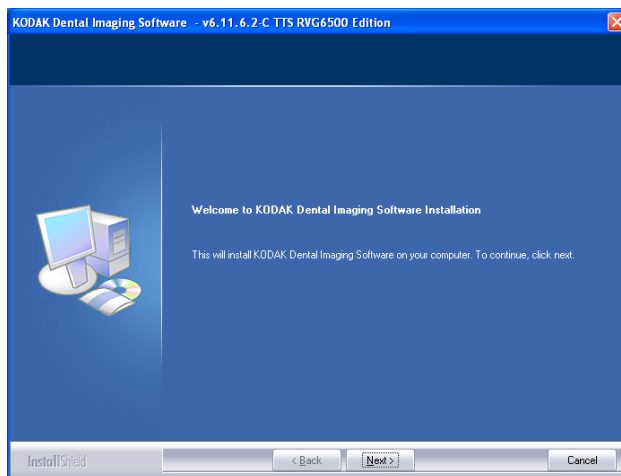 KODAK Dental Imaging Software - v6.11.6.2-C TTS RVG6500 Edition
Welcome to KODAK Dental Imaging Software Installation
This will install KODAK Dental Imaging Software on your computer. To continue, click next.
InstallShield
< Back
Next >
Cancel